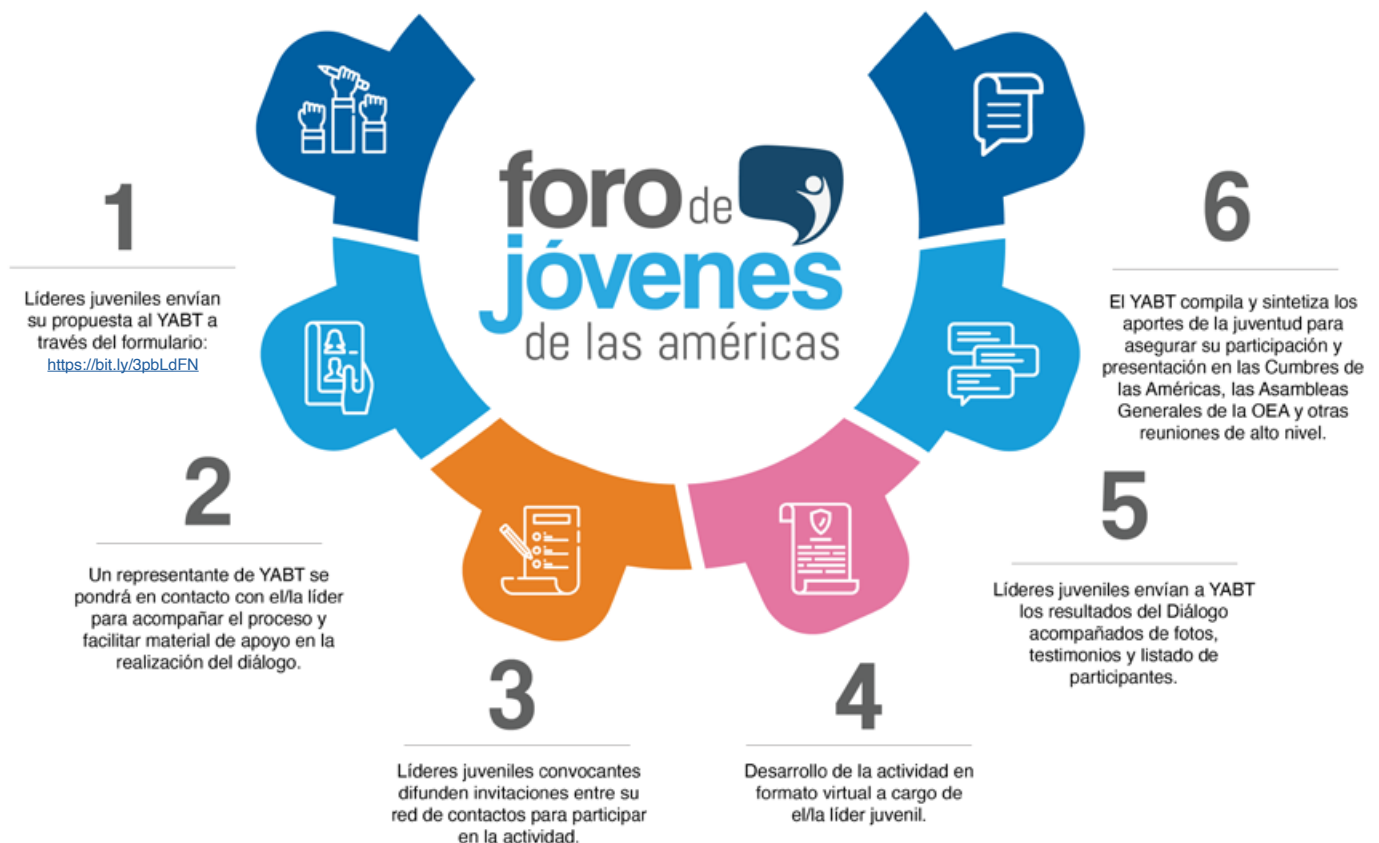 foro de
jóvenes
de las américas
1
Líderes juveniles envían
su propuesta al YABT a
través del formulario:
https://bit.ly/3pbLdFN
2
Un representante de YABT se
pondrá en contacto con el/la líder
para acompañar el proceso y
facilitar material de apoyo en la
realización del diálogo.
3
Líderes juveniles convocantes
difunden invitaciones entre su
red de contactos para participar
en la actividad.
4
Desarrollo de la actividad en
formato virtual a cargo de
el/la líder juvenil.
5
Líderes juveniles envían a YABT
los resultados del Diálogo
acompañados de fotos,
testimonios y listado de
participantes.
6
El YABT compila y sintetiza los
aportes de la juventud para
asegurar su participación y
presentación en las Cumbres de
las Américas, las Asambleas
Generales de la OEA y otras
reuniones de alto nivel.